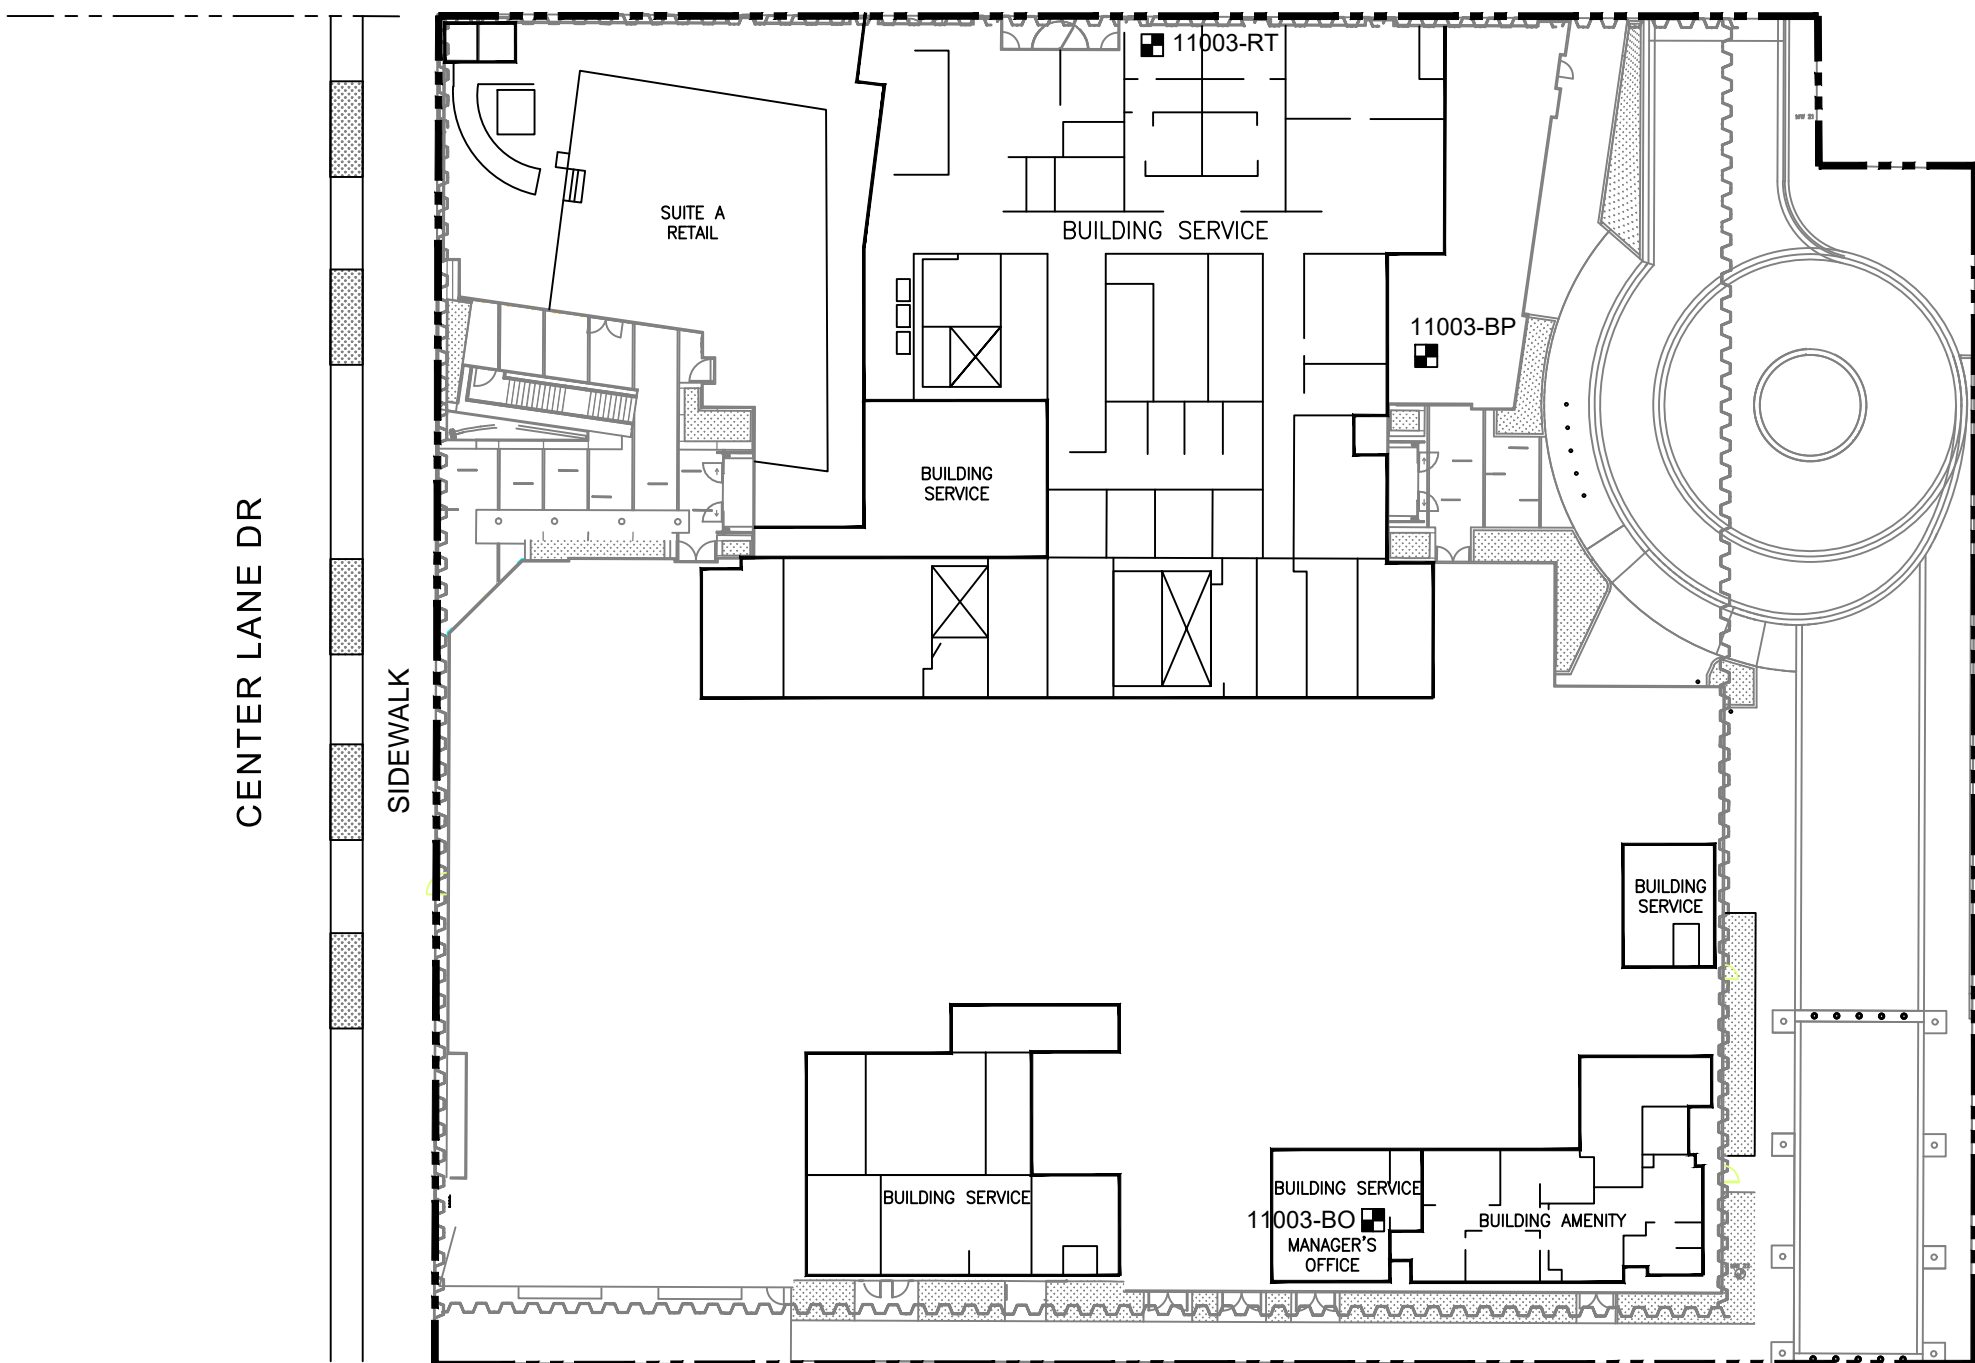 11003-RT
SUITE A
RETAIL
BUILDING SERVICE
11003-BP
BUILDING
SERVICE
CENTER LANE DR
SIDEWALK
BUILDING
SERVICE
BUILDING SERVICE
BUILDING SERVICE
11003-BO
MANAGER'S
OFFICE
BUILDING AMENITY